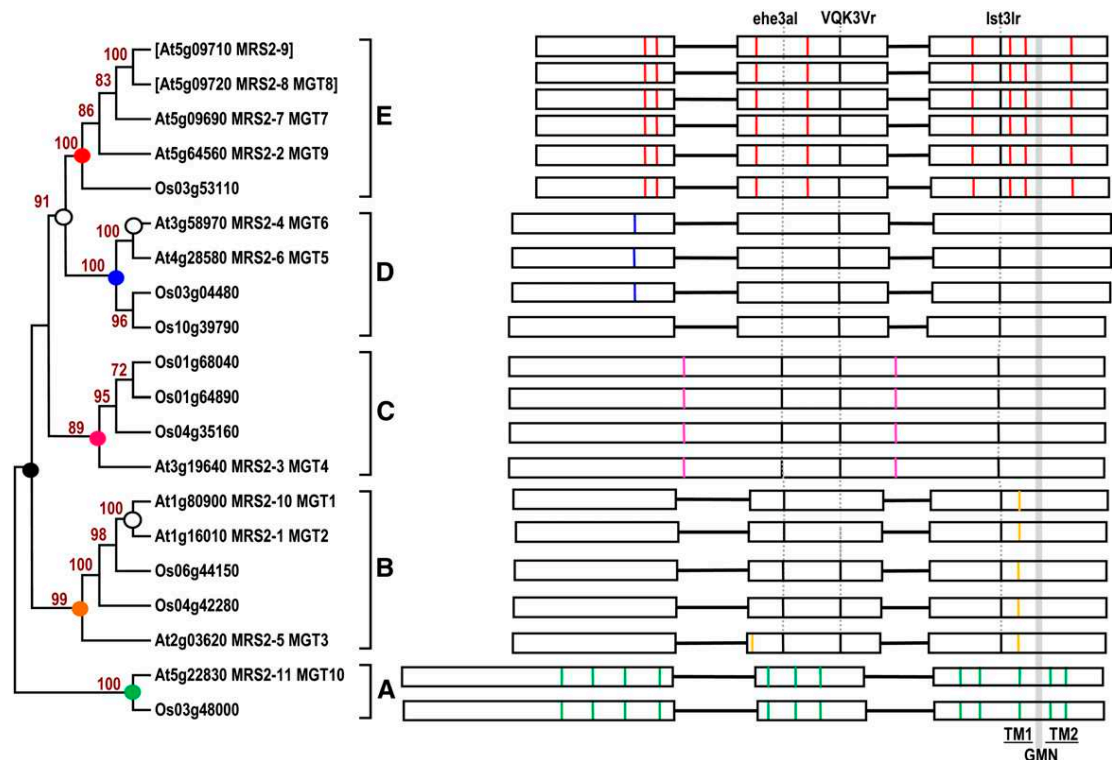 ehe3al VQK3Vr Ist3lr
100 [At5g09710 MRS2-9]
83 [At5g09720 MRS2-8 MGT8]
86 At5g09690 MRS2-7 MGT7
E
100 At5g64560 MRS2-2 MGT9
Os03g53110
91
100 At3g58970 MRS2-4 MGT6
100 At4g28580 MRS2-6 MGT5
D
Os03g04480
96 Os10g39790
72 Os01g68040
95 Os01g64890
C
89 Os04g35160
At3g19640 MRS2-3 MGT4
100 At1g80900 MRS2-10 MGT1
98 At1g16010 MRS2-1 MGT2
100 Os06g44150
B
99 Os04g42280
At2g03620 MRS2-5 MGT3
100 At5g22830 MRS2-11 MGT10
A
Os03g48000
TM1 TM2
GMN